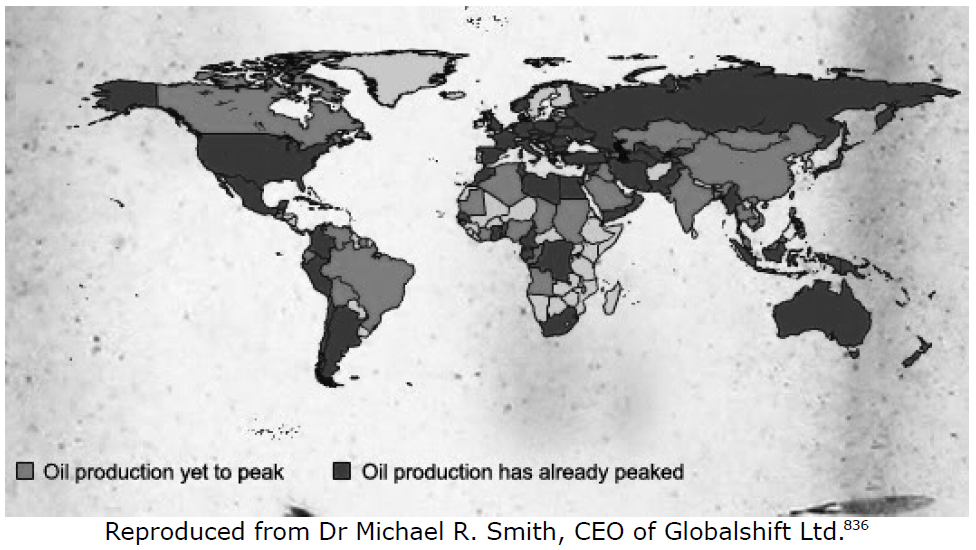 Oil production yet to peak
Oil production has already peaked
Reproduced from Dr Michael R. Smith, CEO of Globalshift Ltd.836